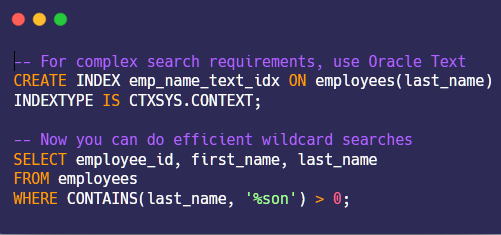 -- For complex search requirements, use Oracle Text
CREATE INDEX emp_name_text_idx ON employees(last_name)
INDEXTYPE IS CTXSYS.CONTEXT;

-- Now you can do efficient wildcard searches
SELECT employee_id, first_name, last_name
FROM employees
WHERE CONTAINS(last_name, '%son') > 0;